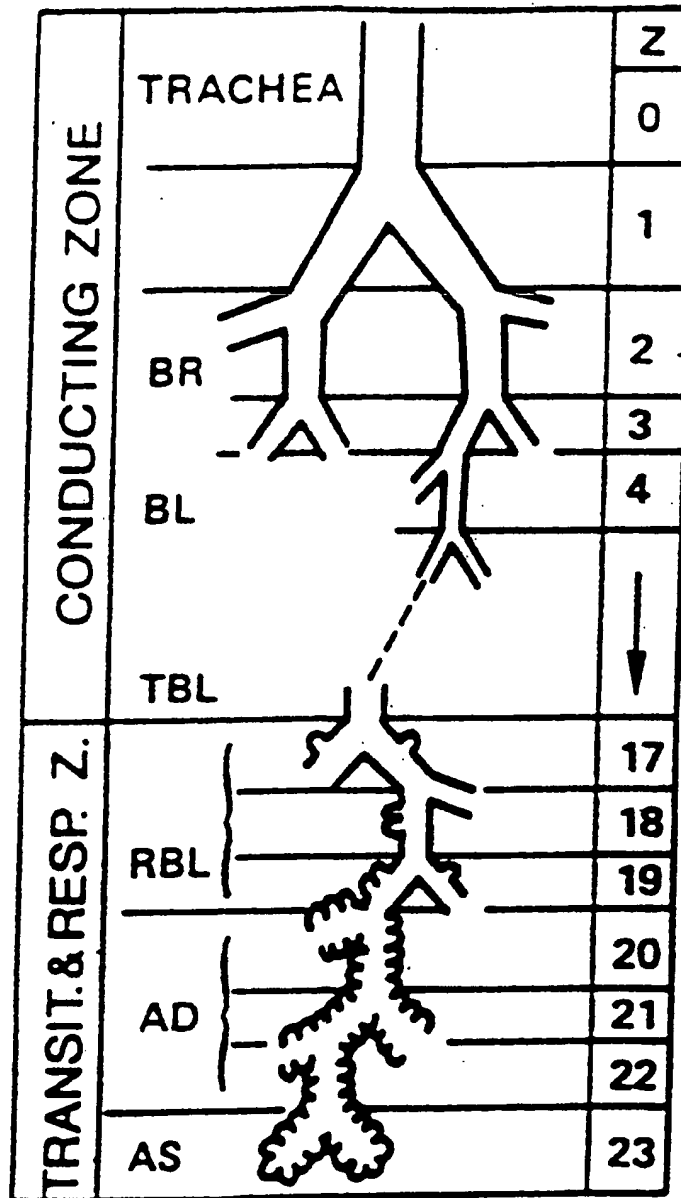 Z
TRACHEA
0
CONDUCTING ZONE
1
BR
2
3
BL
4
TBL
TRANSIT.& RESP. Z.
17
18
RBL
19
20
AD
21
22
AS
23